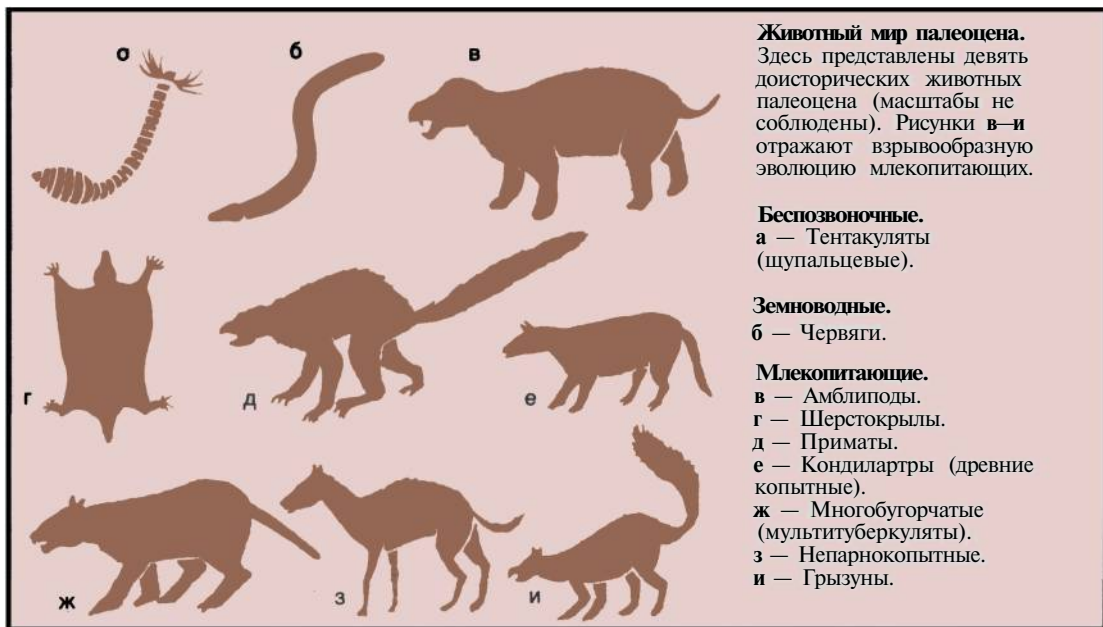 а
б
в
г
д
е
ж
з
и
Животный мир палеоцена.
Здесь представлены девять
доисторических животных
палеоцена (масштабы не
соблюдены). Рисунки в—и
отражают взрывообразную
эволюцию млекопитающих.
Беспозвоночные.
а — Тентакуляты
(щупальцевые).
Земноводные.
б — Червяги.
Млекопитающие.
в — Амблиподы.
г — Шерстокрылы.
д — Приматы.
е — Кондилартры (древние
копытные).
ж — Многобугорчатые
(мультитуберкуляты).
з — Непарнокопытные.
и — Грызуны.